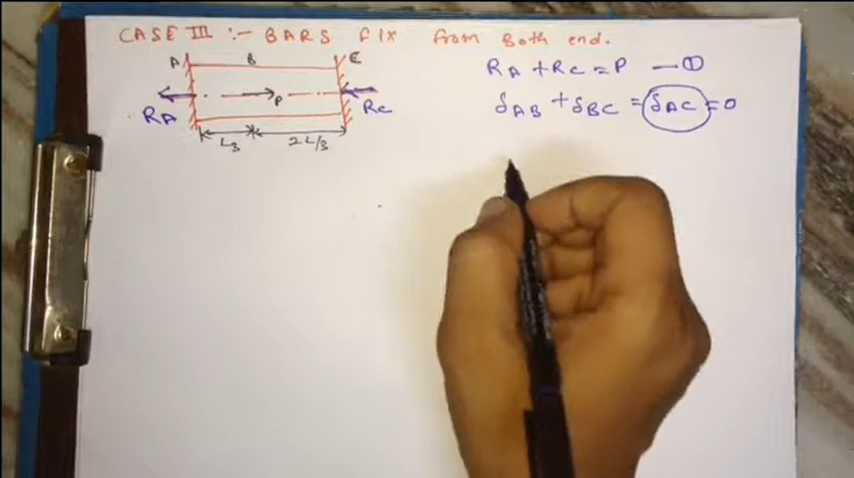 CASE III :- BARS fix from Both end.
A B C
RA P RC
L/3 2L/3
RA + RC = P — ①
δAB + δBC = δAC = 0